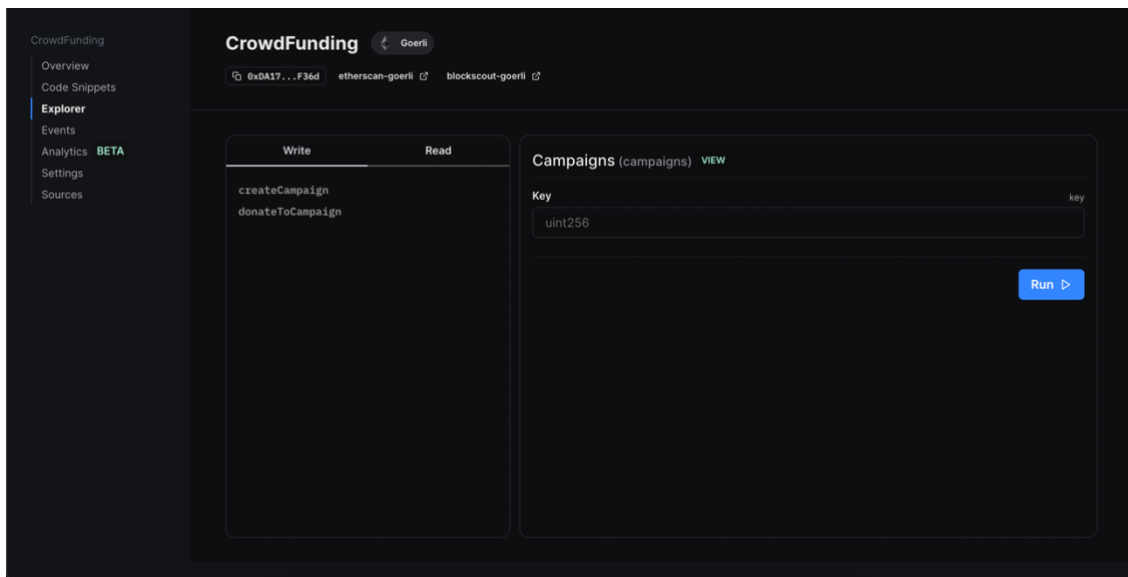 CrowdFunding
Overview
Code Snippets
Explorer
Events
Analytics BETA
Settings
Sources
CrowdFunding Goerli
0xDA17...F36d etherscan-goerli blockscout-goerli
Write Read
createCampaign
donateToCampaign
Campaigns (campaigns) VIEW
Key key
uint256
Run